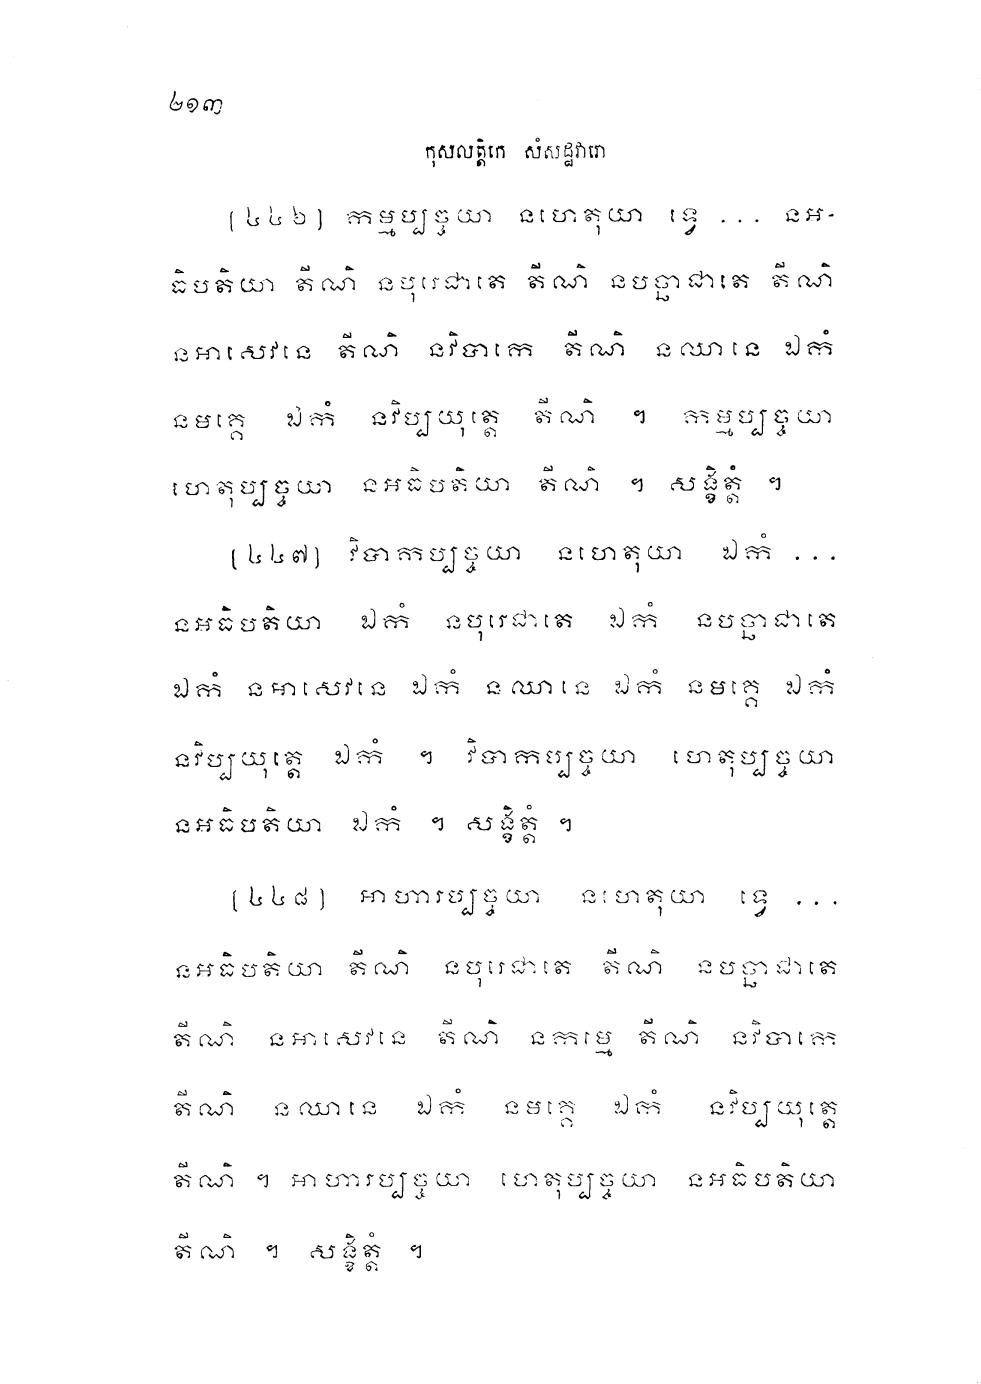 ២១៣
កុសលត្តិកេ សំសដ្ឋវារោ
(៤៤៦) កម្មប្បច្ចយា នហេតុយា ទ្វេ ... នអ-
ធិបតិយា តីណិ នបុរេជាតេ តីណិ នបច្ឆាជាតេ តីណិ
នអាសេវនេ តីណិ នវិបាកេ តីណិ នឈានេ ឯកំ
នមគ្គេ ឯកំ នវិប្បយុត្តេ តីណិ ។ កម្មប្បច្ចយា
ហេតុប្បច្ចយា នអធិបតិយា តីណិ ។ សង្ខិត្តំ ។
(៤៤៧) វិបាកប្បច្ចយា នហេតុយា ឯកំ ...
នអធិបតិយា ឯកំ នបុរេជាតេ ឯកំ នបច្ឆាជាតេ
ឯកំ នអាសេវនេ ឯកំ នឈានេ ឯកំ នមគ្គេ ឯកំ
នវិប្បយុត្តេ ឯកំ ។ វិបាកប្បច្ចយា ហេតុប្បច្ចយា
នអធិបតិយា ឯកំ ។ សង្ខិត្តំ ។
(៤៤៨) អាហារប្បច្ចយា នហេតុយា ទ្វេ ...
នអធិបតិយា តីណិ នបុរេជាតេ តីណិ នបច្ឆាជាតេ
តីណិ នអាសេវនេ តីណិ នកម្មេ តីណិ នវិបាកេ
តីណិ នឈានេ ឯកំ នមគ្គេ ឯកំ នវិប្បយុត្តេ
តីណិ ។ អាហារប្បច្ចយា ហេតុប្បច្ចយា នអធិបតិយា
តីណិ ។ សង្ខិត្តំ ។